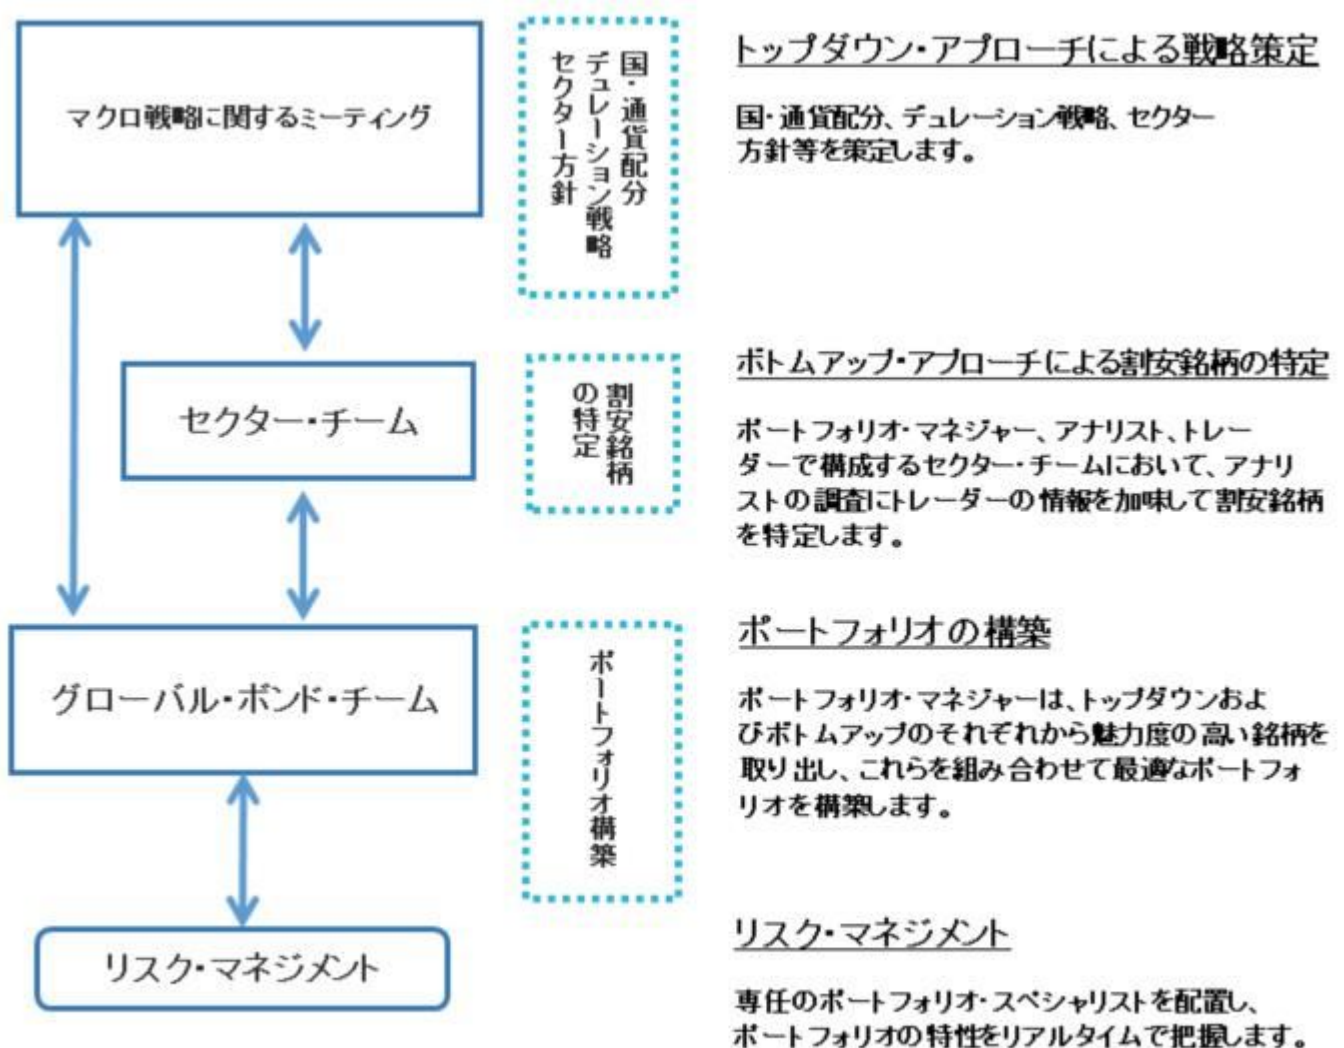 マクロ戦略に関するミーティング
国・通貨配分
デュレーション戦略
セクター方針
トップダウン・アプローチによる戦略策定
国・通貨配分、デュレーション戦略、セクター
方針等を策定します。
セクター・チーム
割安銘柄
の特定
ボトムアップ・アプローチによる割安銘柄の特定
ポートフォリオ・マネジャー、アナリスト、トレー
ダーで構成するセクター・チームにおいて、アナリ
ストの調査にトレーダーの情報を加味して割安銘柄
を特定します。
グローバル・ボンド・チーム
ポートフォリオ構築
ポートフォリオの構築
ポートフォリオ・マネジャーは、トップダウンおよ
びボトムアップのそれぞれから魅力度の高い銘柄を
取り出し、これらを組み合わせて最適なポートフォ
リオを構築します。
リスク・マネジメント
リスク・マネジメント
専任のポートフォリオ・スペシャリストを配置し、
ポートフォリオの特性をリアルタイムで把握します。